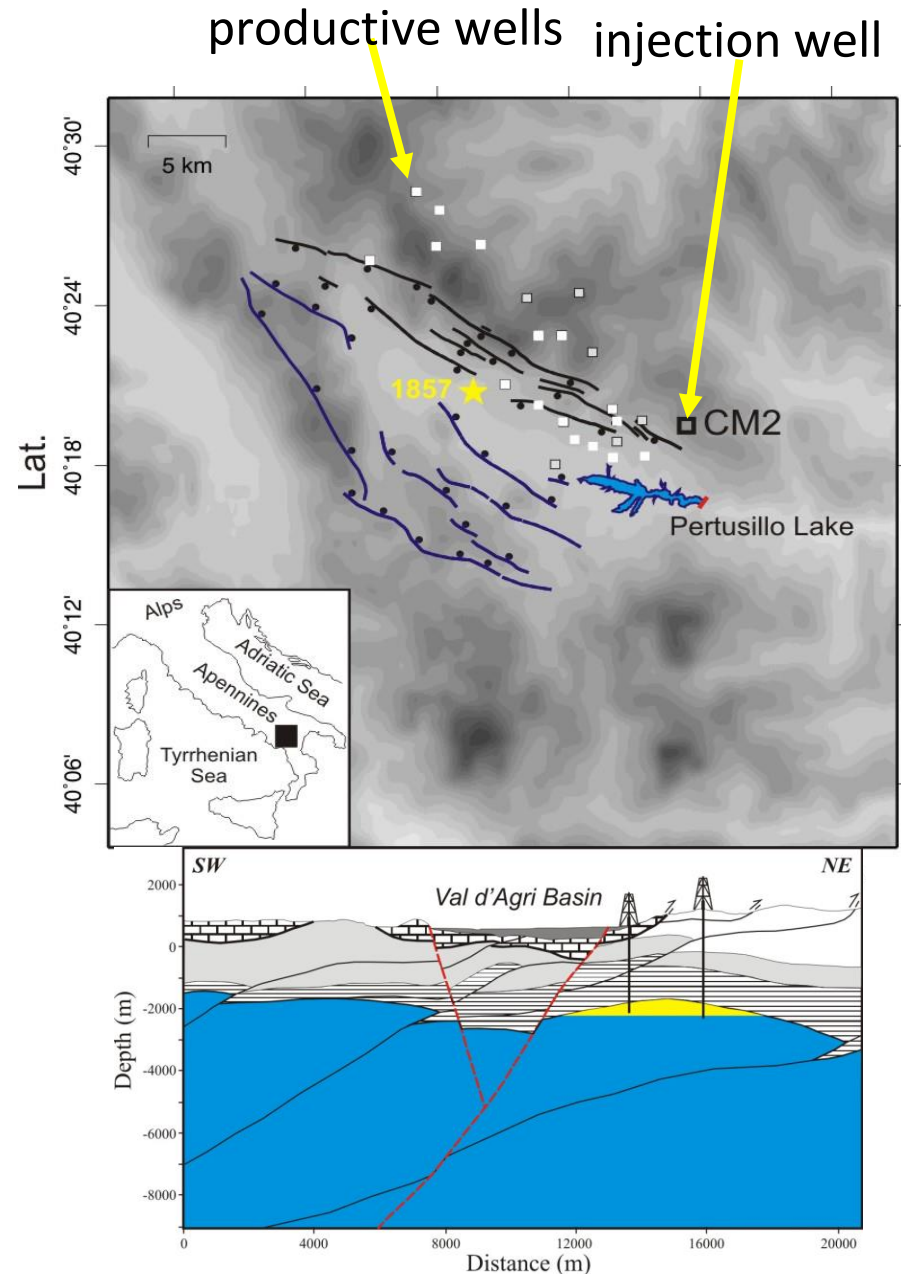 productive wells
injection well
5 km
40°30'
40°24'
40°18'
40°12'
40°06'
Lat.
1857
CM2
Pertusillo Lake
Alps
Adriatic Sea
Apennines
Tyrrhenian
Sea
SW
NE
Val d'Agri Basin
2000
0
-2000
-4000
-6000
-8000
Depth (m)
0
4000
8000
12000
16000
20000
Distance (m)